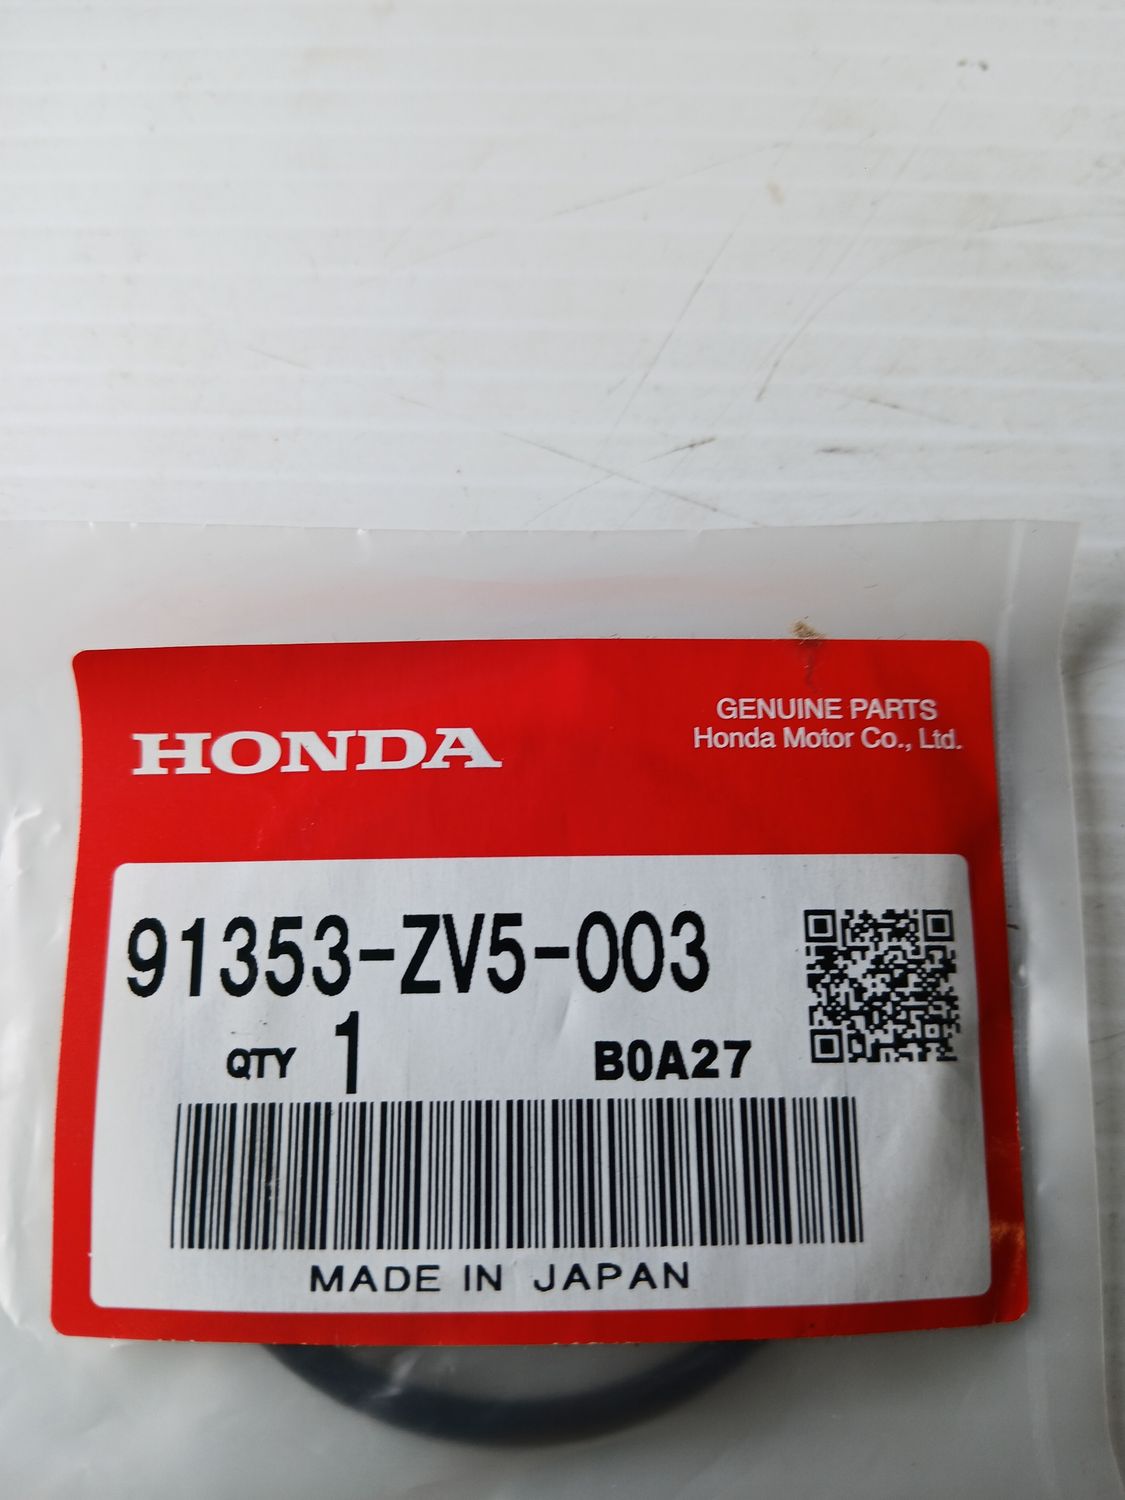 HONDA
GENUINE PARTS
Honda Motor Co., Ltd.
91353-ZV5-003
QTY 1
B0A27
MADE IN JAPAN